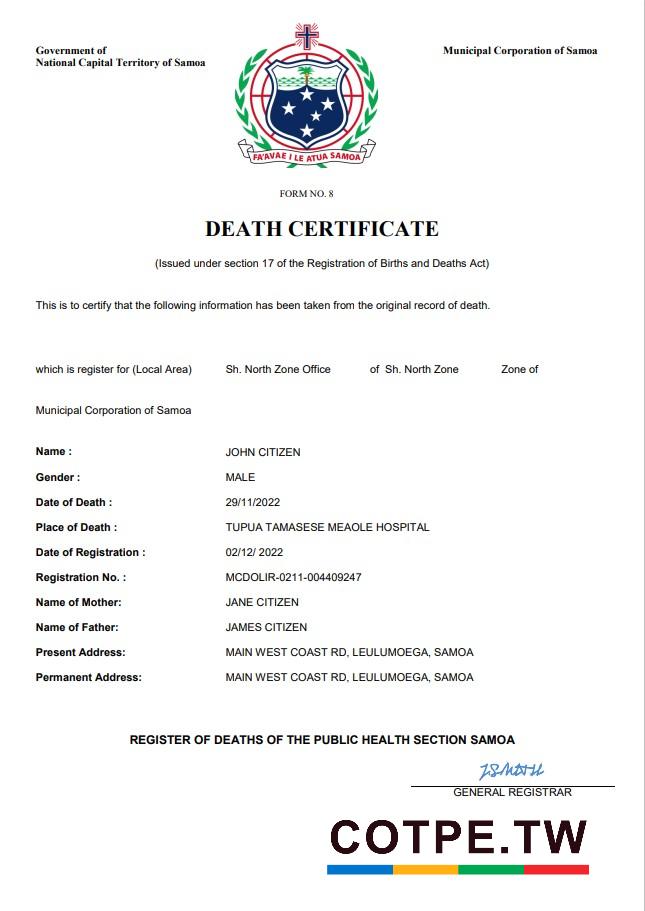 Government of
National Capital Territory of Samoa
Municipal Corporation of Samoa
FA'AVAE I LE ATUA SAMOA
FORM NO. 8
DEATH CERTIFICATE
(Issued under section 17 of the Registration of Births and Deaths Act)
This is to certify that the following information has been taken from the original record of death.
which is register for (Local Area) Sh. North Zone Office of Sh. North Zone Zone of
Municipal Corporation of Samoa
Name : JOHN CITIZEN
Gender : MALE
Date of Death : 29/11/2022
Place of Death : TUPUA TAMASESE MEAOLE HOSPITAL
Date of Registration : 02/12/ 2022
Registration No. : MCDOLIR-0211-004409247
Name of Mother: JANE CITIZEN
Name of Father: JAMES CITIZEN
Present Address: MAIN WEST COAST RD, LEULUMOEGA, SAMOA
Permanent Address: MAIN WEST COAST RD, LEULUMOEGA, SAMOA
REGISTER OF DEATHS OF THE PUBLIC HEALTH SECTION SAMOA
GENERAL REGISTRAR
COTPE.TW